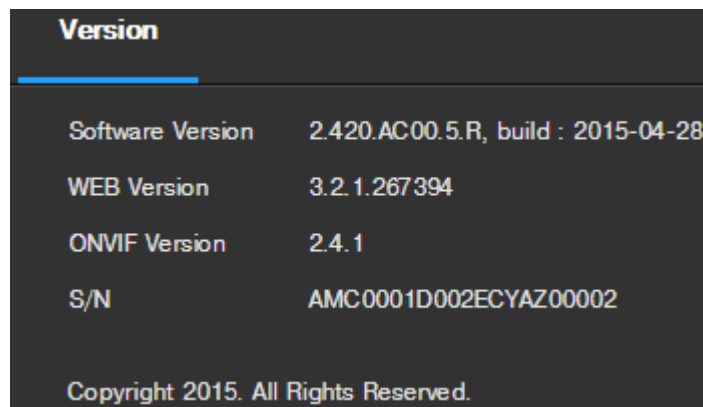 Version
Software Version 2.420.AC00.5.R, build : 2015-04-28
WEB Version 3.2.1.267394
ONVIF Version 2.4.1
S/N AMC0001D002ECYAZ00002
Copyright 2015. All Rights Reserved.